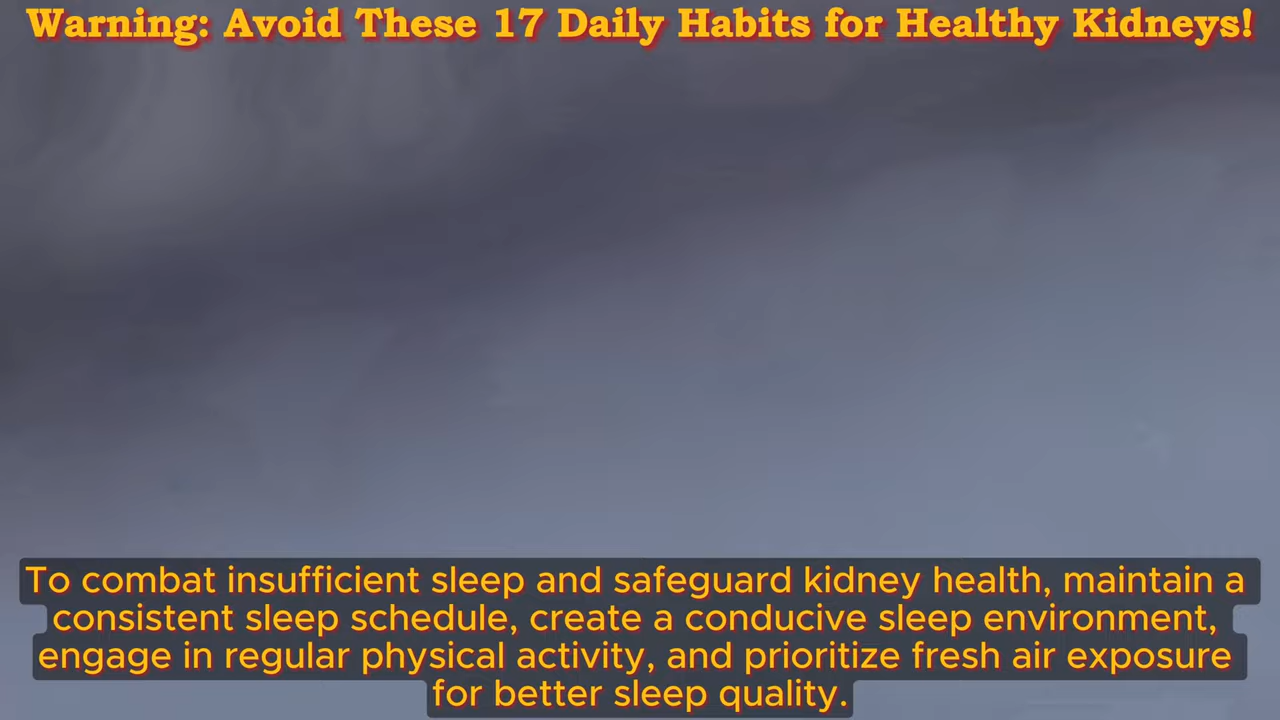 Warning: Avoid These 17 Daily Habits for Healthy Kidneys!
To combat insufficient sleep and safeguard kidney health, maintain a
consistent sleep schedule, create a conducive sleep environment,
engage in regular physical activity, and prioritize fresh air exposure
for better sleep quality.